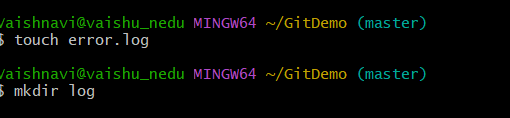 vaishnavi@vaishu_nedu MINGW64 ~/GitDemo (master)
$ touch error.log
vaishnavi@vaishu_nedu MINGW64 ~/GitDemo (master)
$ mkdir log